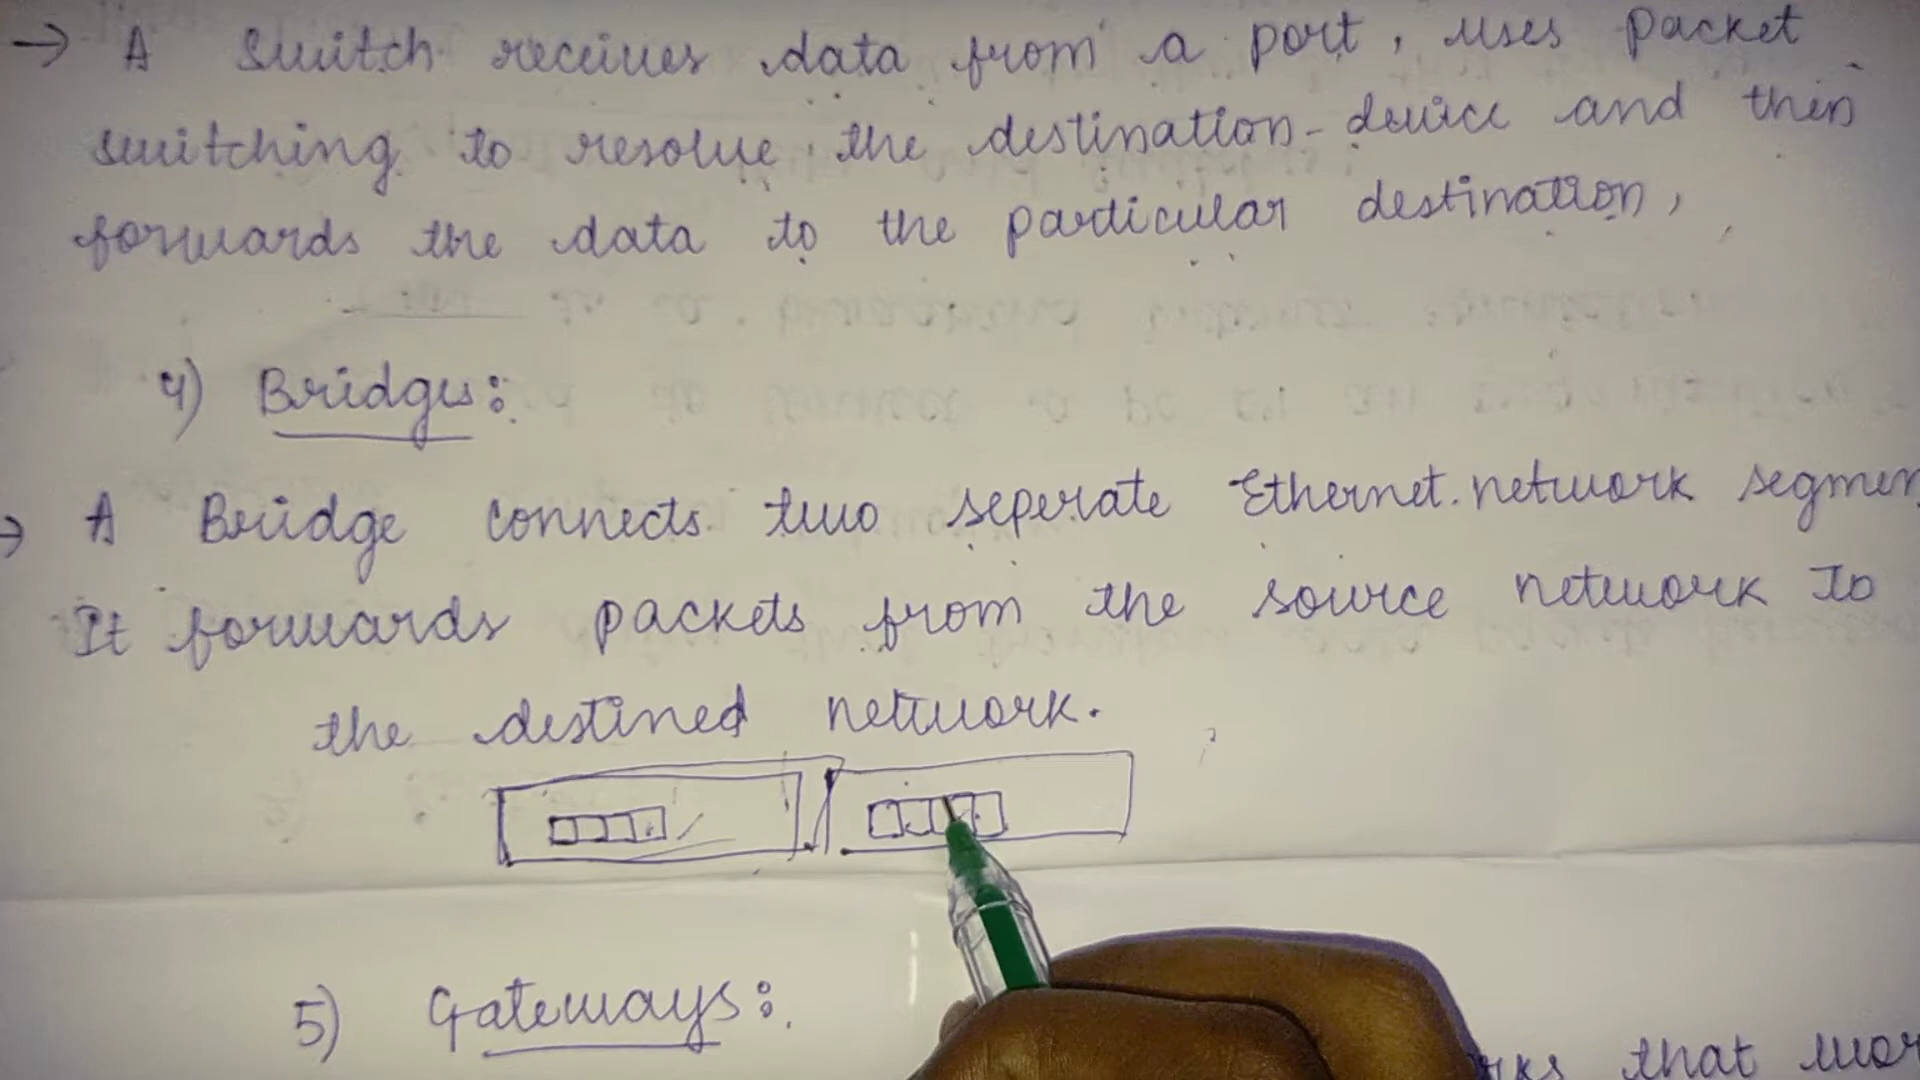 → A Switch receives data from a port, uses packet
switching to resolve the destination device and then
forwards the data to the particular destination,
4) Bridges:
→ A Bridge connects two seperate Ethernet network
It forwards packets from the source network to
the destined network.
5) Gateways:
that